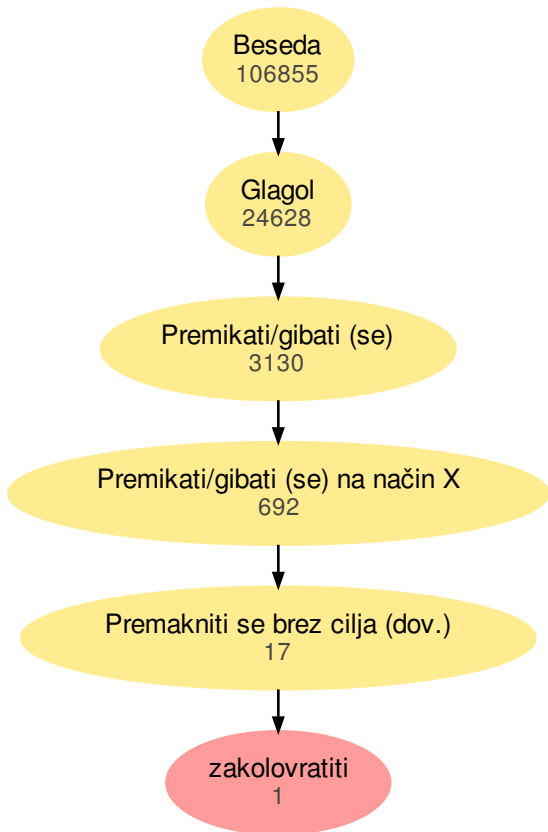 Beseda
106855
Glagol
24628
Premikati/gibati (se)
3130
Premikati/gibati (se) na način X
692
Premakniti se brez cilja (dov.)
17
zakolovratiti
1